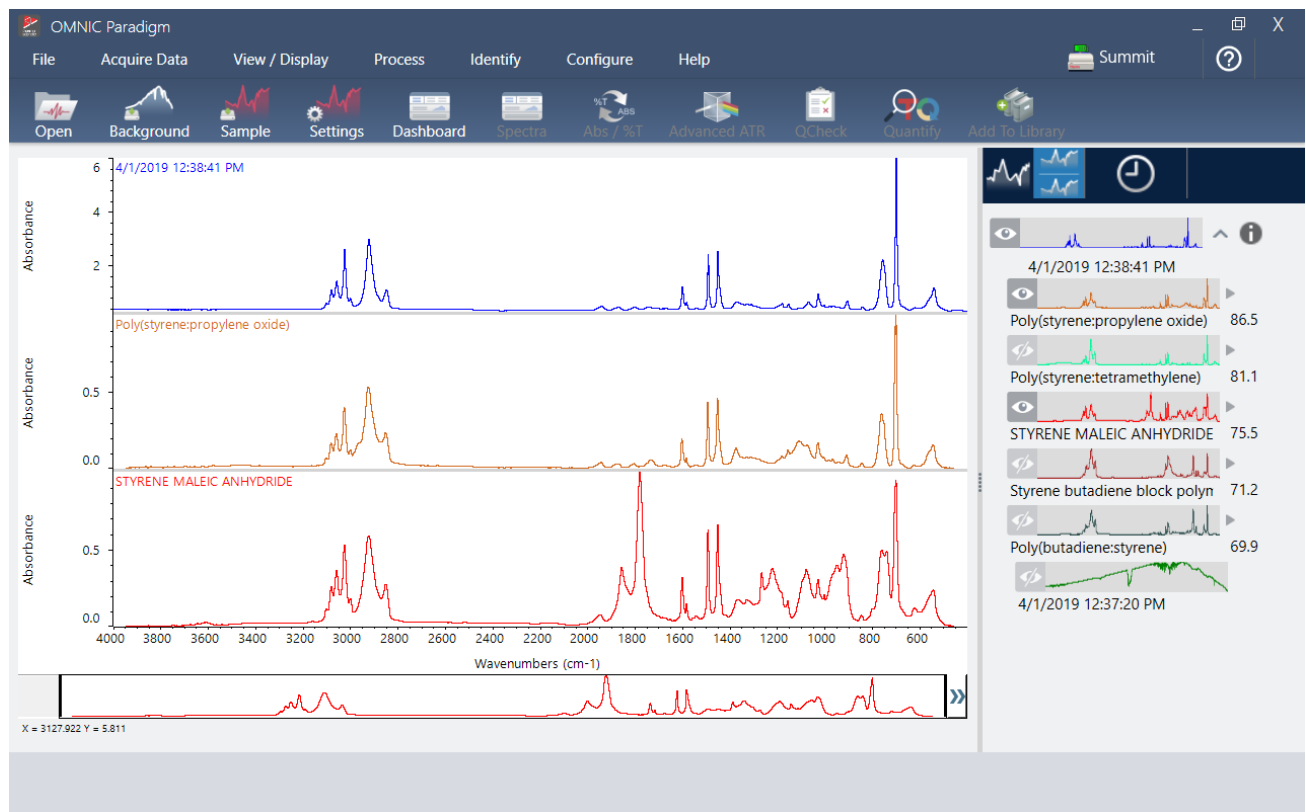 OMNIC Paradigm
_ X
File Acquire Data View / Display Process Identify Configure Help Summit ?
%T ABS
Open Background Sample Settings Dashboard Spectra Abs / %T Advanced ATR QCheck Quantify Add To Library
4/1/2019 12:38:41 PM
6
4
2
Absorbance
Poly(styrene:propylene oxide)
0.5
0.0
Absorbance
STYRENE MALEIC ANHYDRIDE
0.5
0.0
Absorbance
4000 3800 3600 3400 3200 3000 2800 2600 2400 2200 2000 1800 1600 1400 1200 1000 800 600
Wavenumbers (cm-1)
X = 3127.922 Y = 5.811
i
4/1/2019 12:38:41 PM
Poly(styrene:propylene oxide) 86.5
Poly(styrene:tetramethylene) 81.1
STYRENE MALEIC ANHYDRIDE 75.5
Styrene butadiene block polyn 71.2
Poly(butadiene:styrene) 69.9
4/1/2019 12:37:20 PM